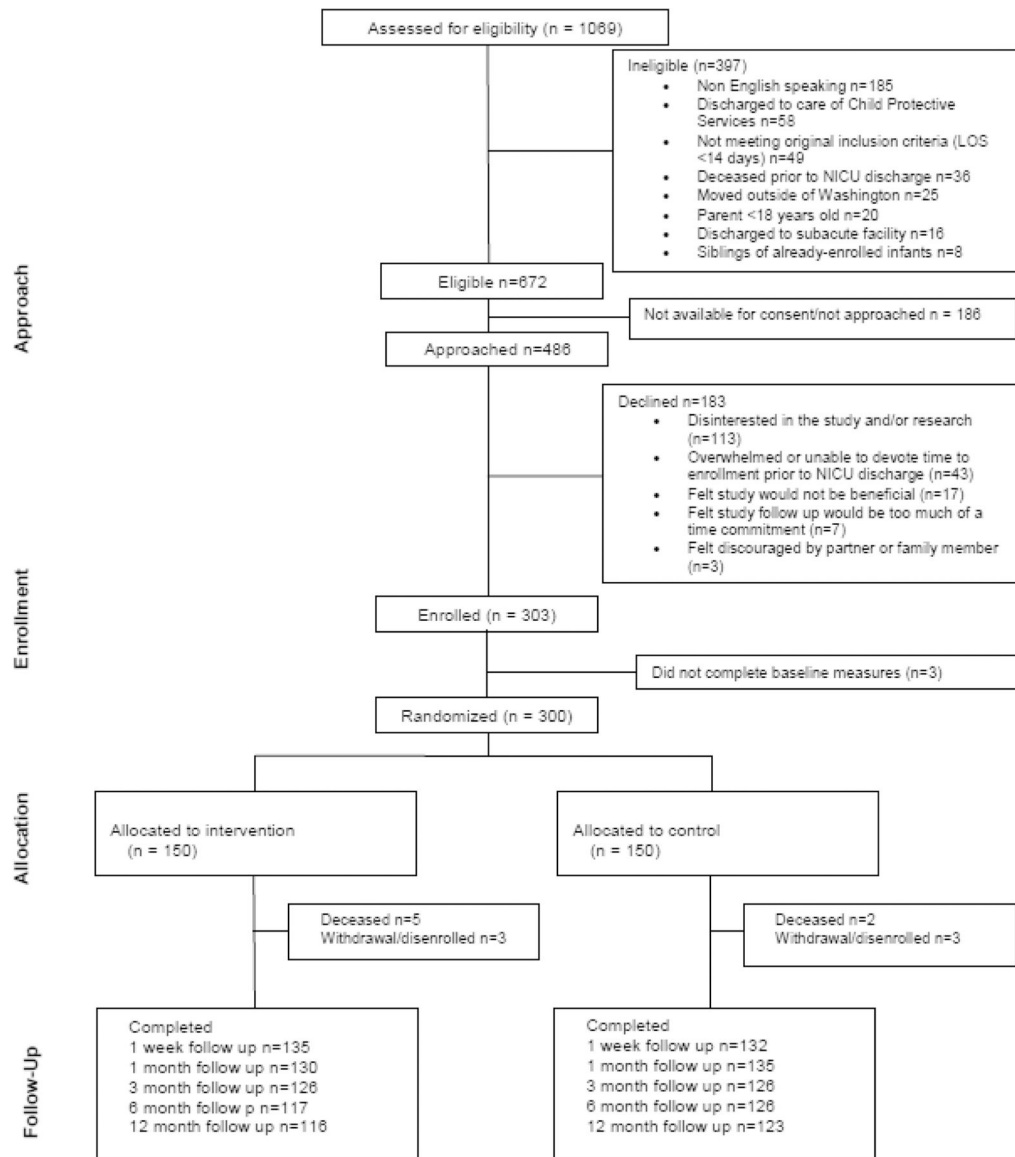 Assessed for eligibility (n = 1069)
Ineligible (n=397)
• Non English speaking n=185
• Discharged to care of Child Protective
Services n=58
• Not meeting original inclusion criteria (LOS
<14 days) n=49
• Deceased prior to NICU discharge n=36
• Moved outside of Washington n=25
• Parent <18 years old n=20
• Discharged to subacute facility n=16
• Siblings of already-enrolled infants n=8
Approach
Eligible n=672
Not available for consent/not approached n = 186
Approached n=486
Declined n=183
• Disinterested in the study and/or research
(n=113)
• Overwhelmed or unable to devote time to
enrollment prior to NICU discharge (n=43)
• Felt study would not be beneficial (n=17)
• Felt study follow up would be too much of a
time commitment (n=7)
• Felt discouraged by partner or family member
(n=3)
Enrollment
Enrolled (n = 303)
Did not complete baseline measures (n=3)
Randomized (n = 300)
Allocation
Allocated to intervention
(n = 150)
Allocated to control
(n = 150)
Deceased n=5
Withdrawal/disenrolled n=3
Deceased n=2
Withdrawal/disenrolled n=3
Follow-Up
Completed
1 week follow up n=135
1 month follow up n=130
3 month follow up n=126
6 month follow p n=117
12 month follow up n=116
Completed
1 week follow up n=132
1 month follow up n=135
3 month follow up n=126
6 month follow up n=126
12 month follow up n=123